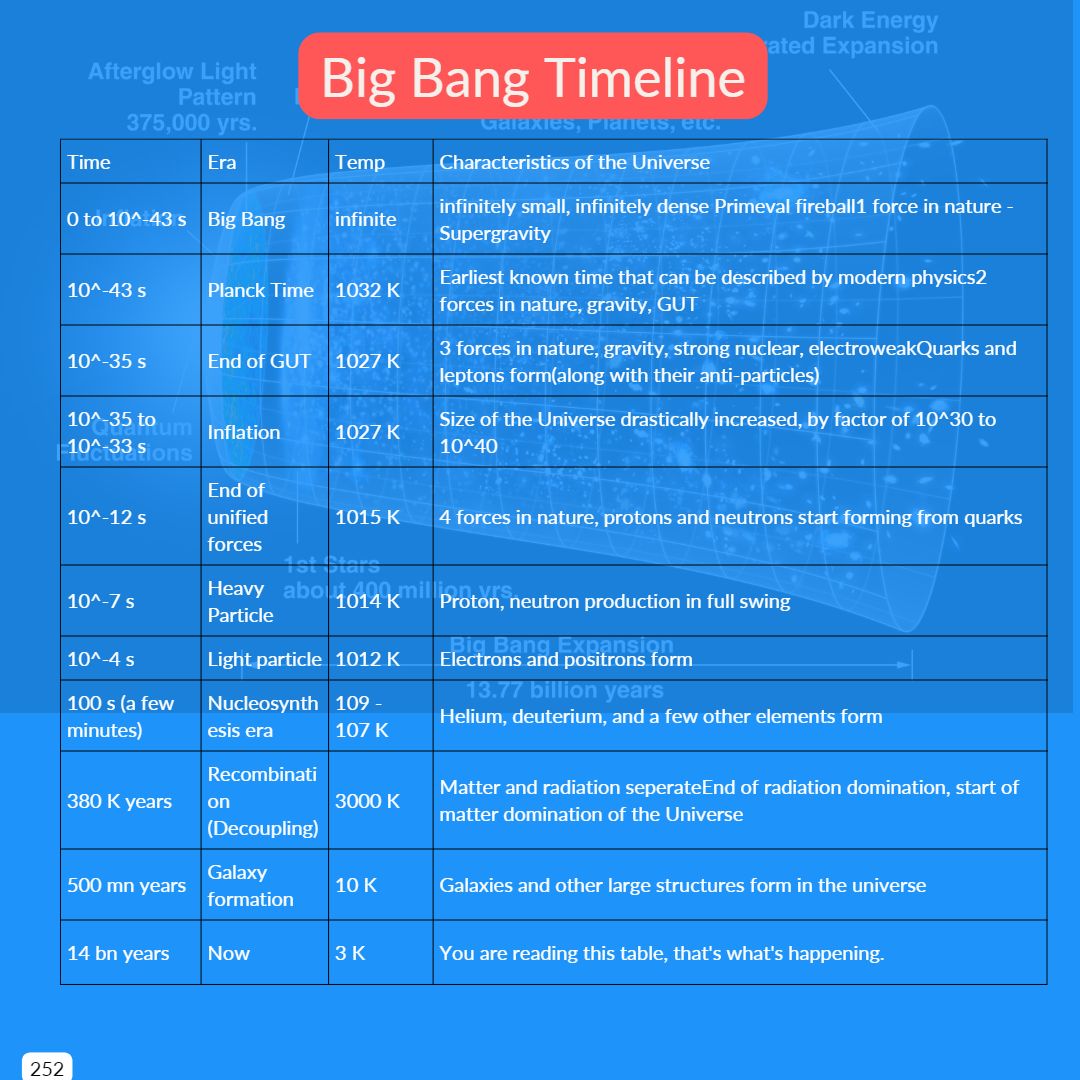 Dark Energy
rated Expansion
Afterglow Light
Pattern
375,000 yrs.
Big Bang Timeline
Galaxies, Planets, etc.
Time Era Temp Characteristics of the Universe
0 to 10^-43 s Big Bang infinite infinitely small, infinitely dense Primeval fireball1 force in nature -
Supergravity
10^-43 s Planck Time 1032 K Earliest known time that can be described by modern physics2
forces in nature, gravity, GUT
10^-35 s End of GUT 1027 K 3 forces in nature, gravity, strong nuclear, electroweakQuarks and
leptons form(along with their anti-particles)
10^-35 to
10^-33 s Inflation 1027 K Size of the Universe drastically increased, by factor of 10^30 to
10^40
Quantum
Fluctuations
End of
unified
forces
10^-12 s 1015 K 4 forces in nature, protons and neutrons start forming from quarks
1st Stars
about 400 million yrs.
Heavy
Particle
10^-7 s 1014 K Proton, neutron production in full swing
Big Bang Expansion
10^-4 s Light particle 1012 K Electrons and positrons form
13.77 billion years
100 s (a few
minutes) Nucleosynth
esis era 109 -
107 K Helium, deuterium, and a few other elements form
380 K years Recombinati
on
(Decoupling) 3000 K Matter and radiation seperateEnd of radiation domination, start of
matter domination of the Universe
500 mn years Galaxy
formation 10 K Galaxies and other large structures form in the universe
14 bn years Now 3 K You are reading this table, that's what's happening.
252